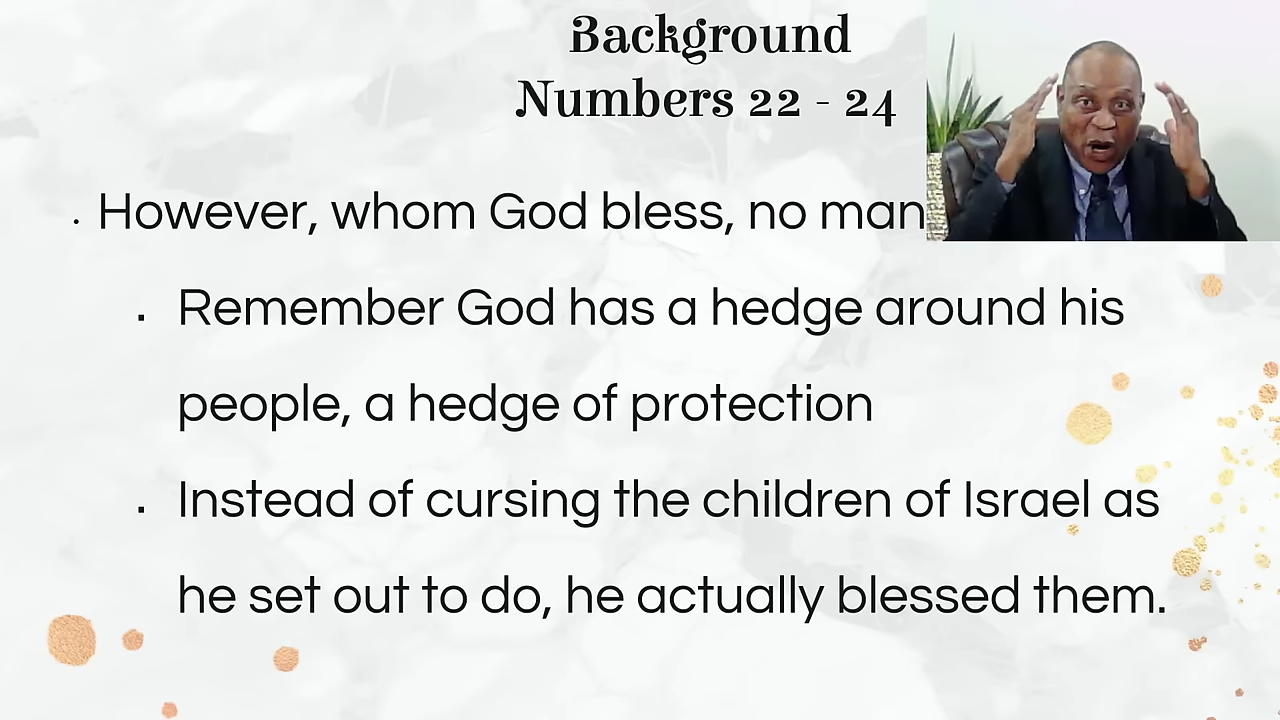 Background
Numbers 22 - 24
However, whom God bless, no man
Remember God has a hedge around his
people, a hedge of protection
Instead of cursing the children of Israel as
he set out to do, he actually blessed them.